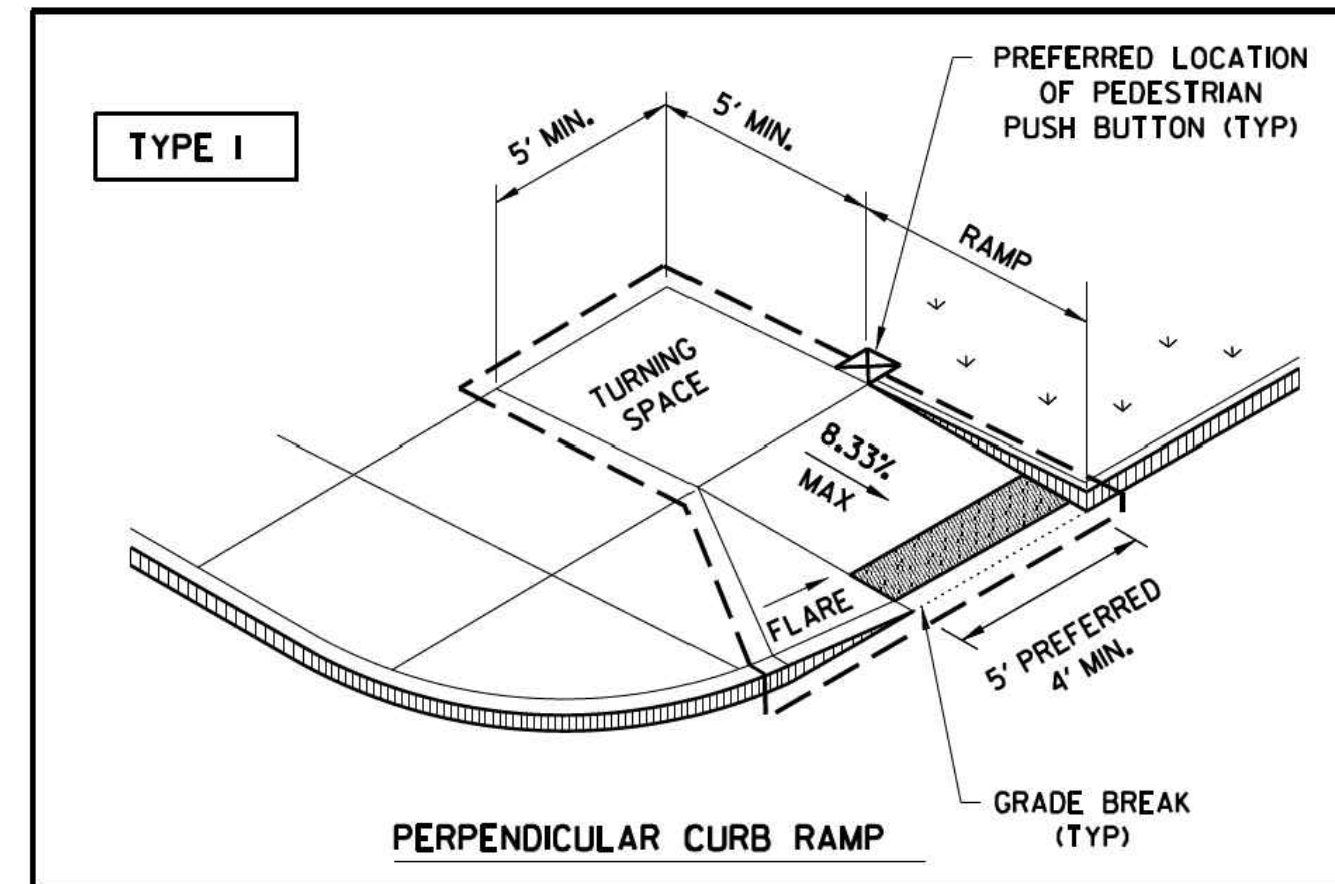 TYPE 1
5' MIN.
5' MIN.
PREFERRED LOCATION
OF PEDESTRIAN
PUSH BUTTON (TYP)
RAMP
TURNING
SPACE
8.33%
MAX
FLARE
5' PREFERRED
4' MIN.
GRADE BREAK
(TYP)
PERPENDICULAR CURB RAMP